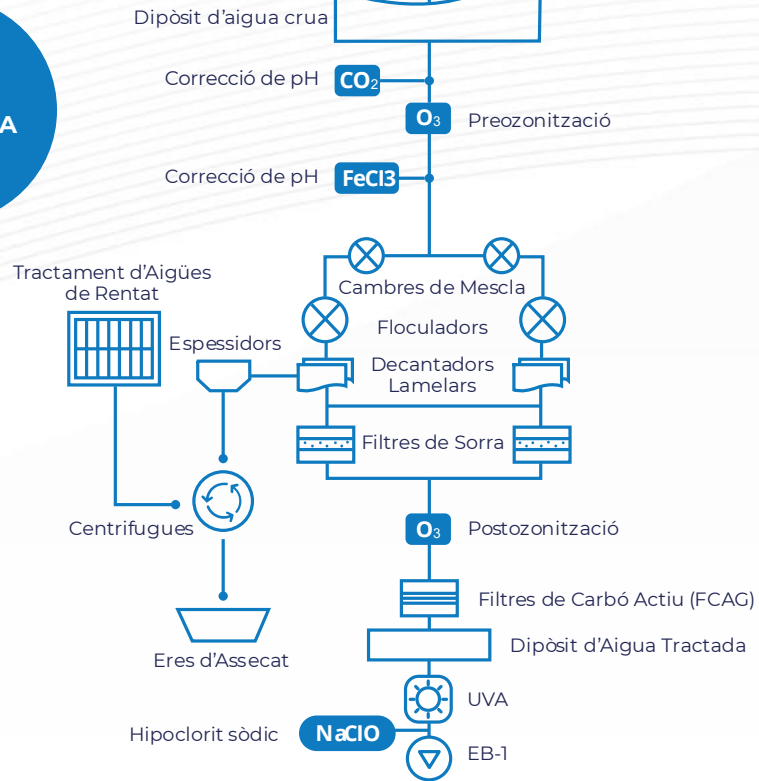 Dipòsit d'aigua crua
Correcció de pH
CO₂
A
O₃
Preozonització
Correcció de pH
FeCl3
Tractament d'Aigües
de Rentat
Cambres de Mescla
Floculadors
Espessidors
Decantadors
Lamelars
Filtres de Sorra
Centrifugues
O₃
Postozonització
Filtres de Carbó Actiu (FCAG)
Dipòsit d'Aigua Tractada
Eres d'Assecat
UVA
Hipoclorit sòdic
NaClO
EB-1